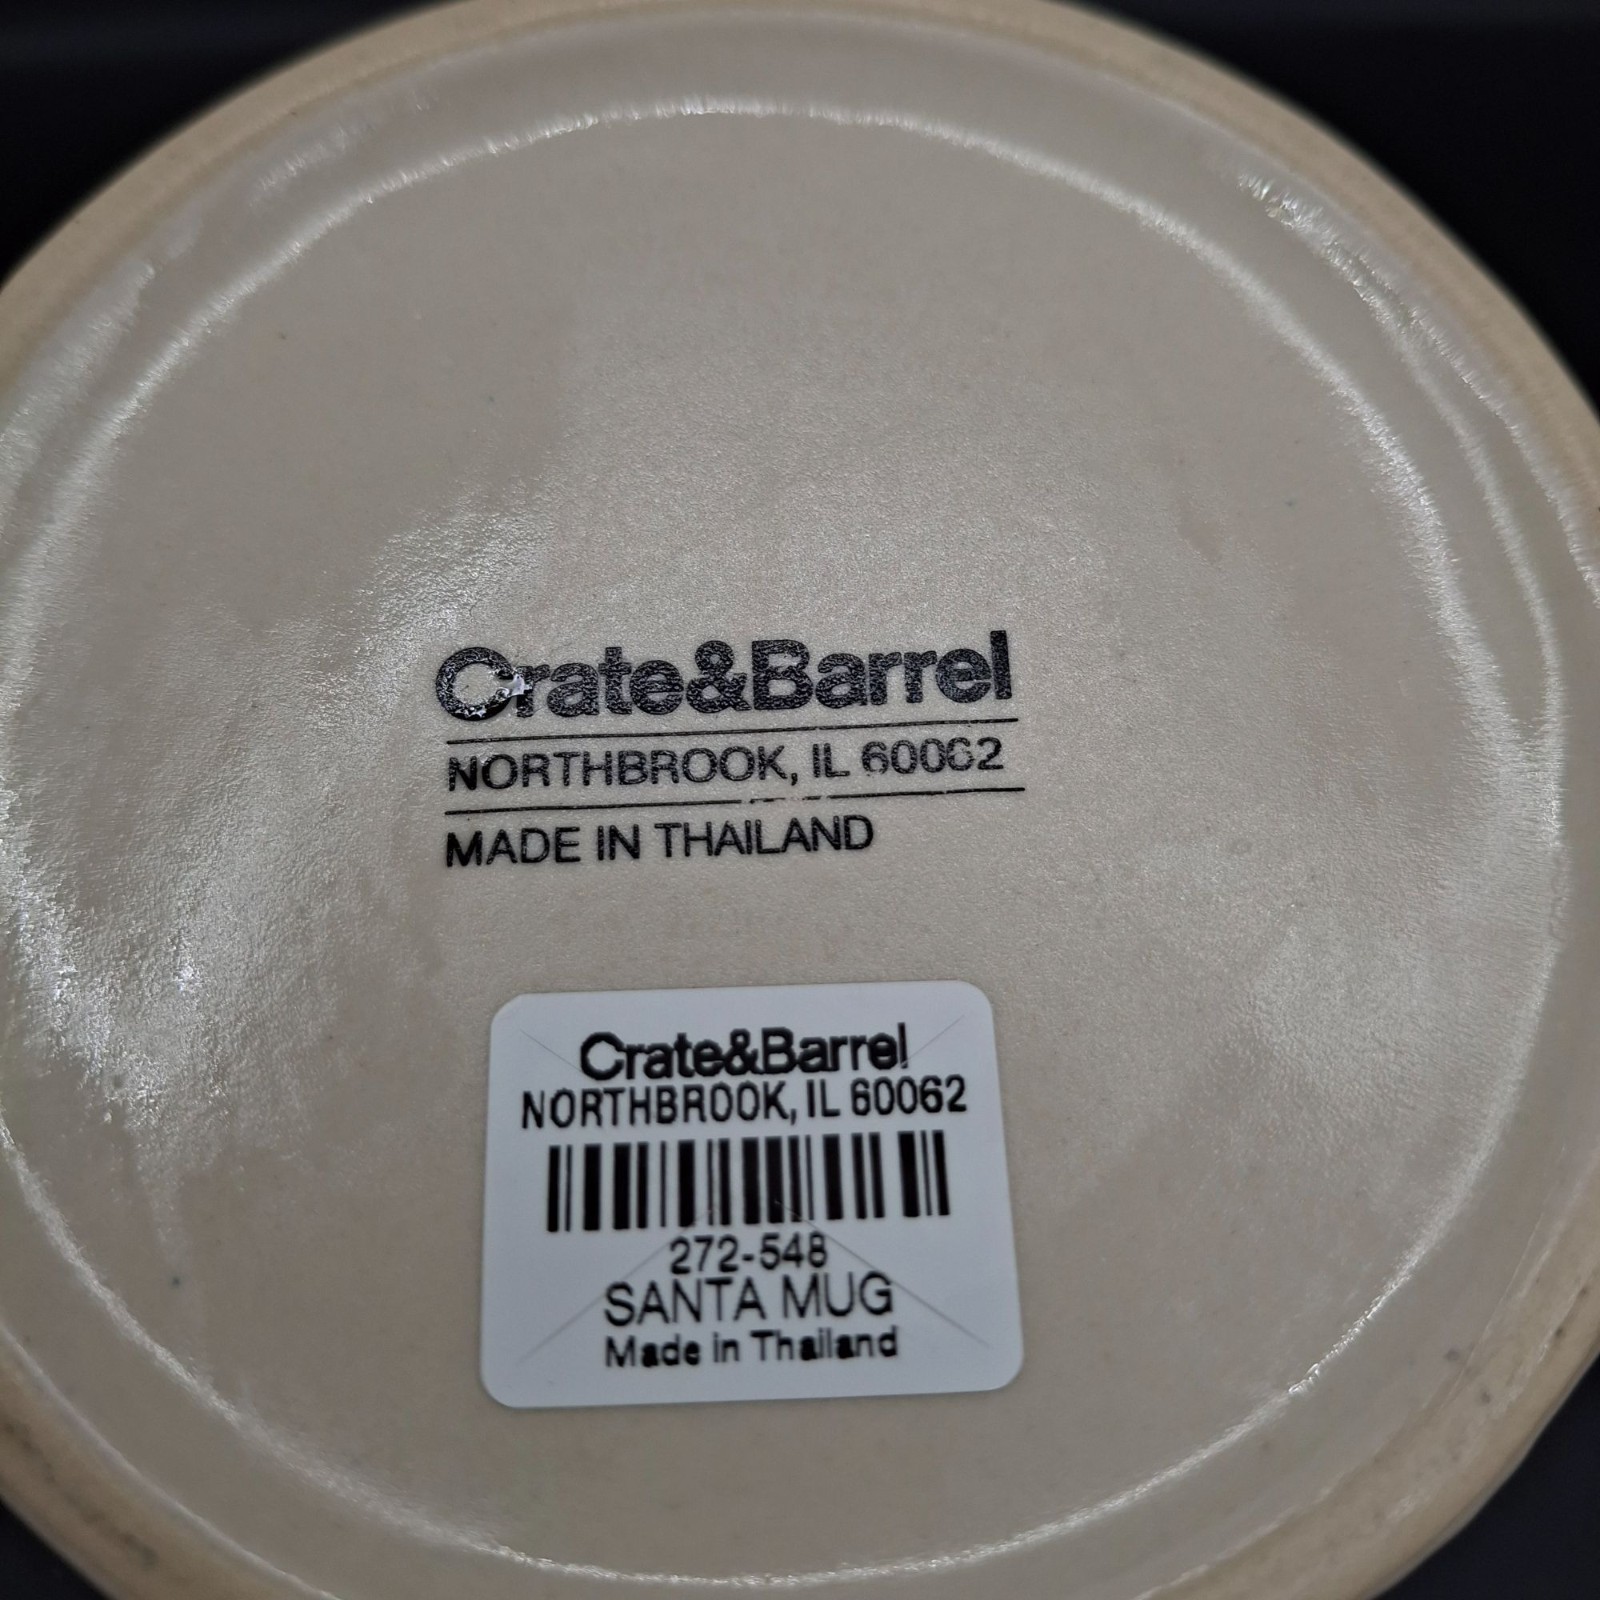 Crate&Barrel
NORTHBROOK, IL 60062
MADE IN THAILAND
Crate&Barrel
NORTHBROOK, IL 60062
272-548
SANTA MUG
Made in Thailand